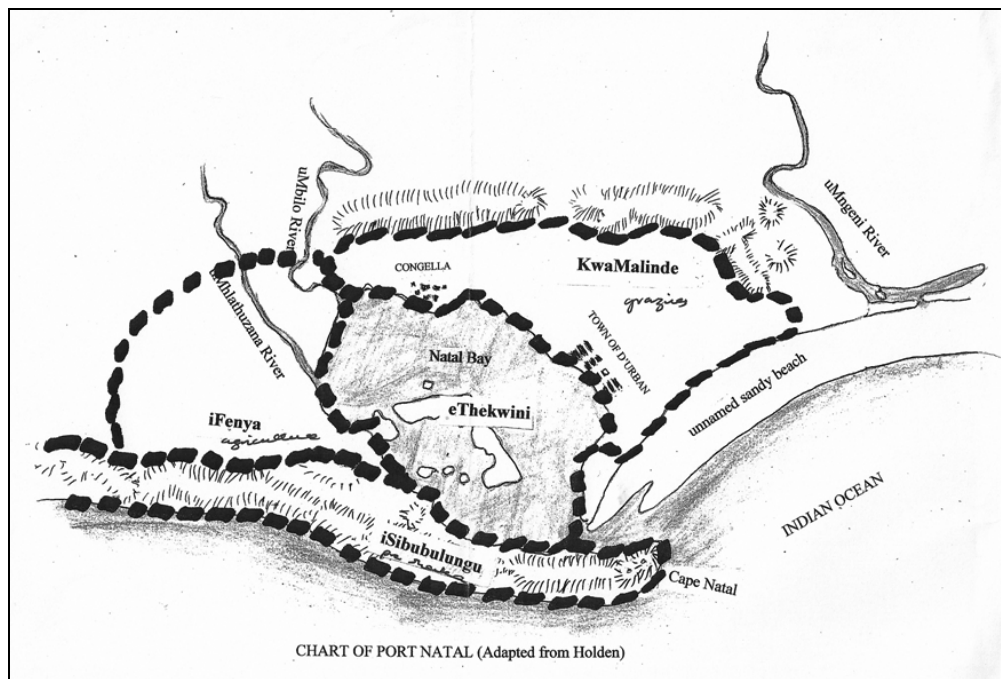 uMngeni River
uMbilo River
CONGELLA
KwaMalinde
grazing
uMhlathuzana River
TOWN OF D'URBAN
Natal Bay
unnamed sandy beach
eThekwini
iFenya
agriculture
INDIAN OCEAN
iSibubulungu
Cape Natal
CHART OF PORT NATAL (Adapted from Holden)